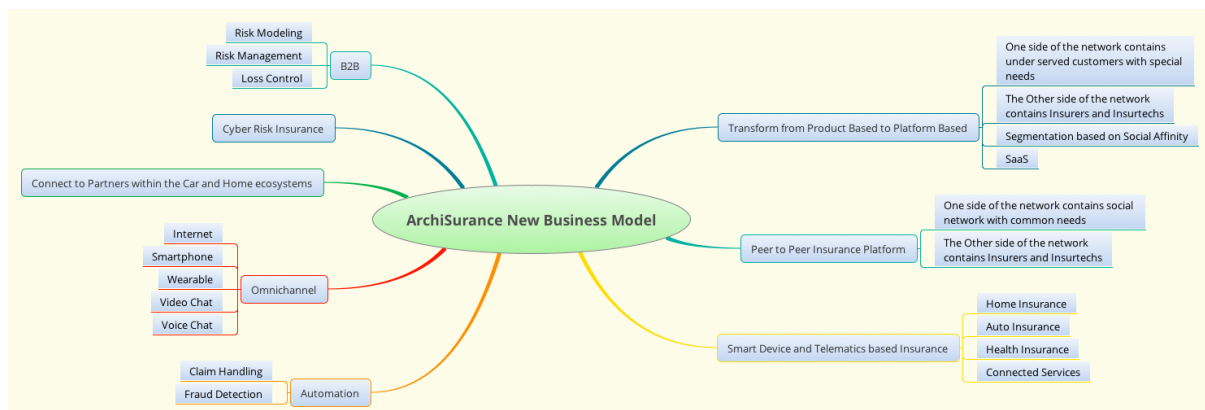 Risk Modeling
Risk Management
Loss Control
B2B
Cyber Risk Insurance
Connect to Partners within the Car and Home ecosystems
Internet
Smartphone
Wearable
Video Chat
Voice Chat
Omnichannel
Claim Handling
Fraud Detection
Automation
ArchiSurance New Business Model
Transform from Product Based to Platform Based
One side of the network contains
under served customers with special
needs
The Other side of the network
contains Insurers and Insurtechs
Segmentation based on Social Affinity
SaaS
Peer to Peer Insurance Platform
One side of the network contains social
network with common needs
The Other side of the network
contains Insurers and Insurtechs
Smart Device and Telematics based Insurance
Home Insurance
Auto Insurance
Health Insurance
Connected Services